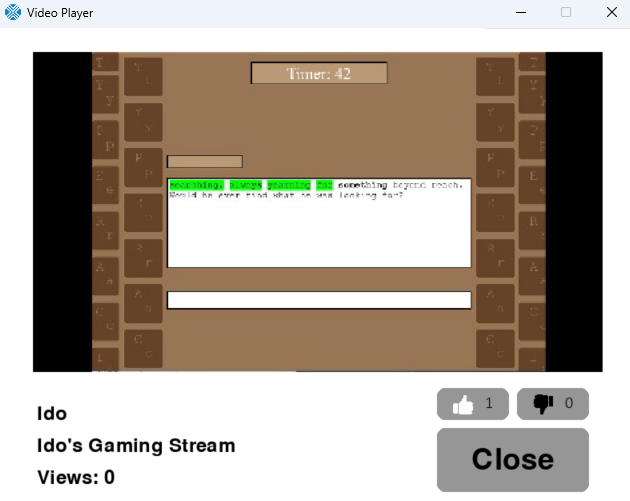 Video Player
Timer: 42
searching, always yearning for something beyond reach.
Would he ever find what he was looking for?
Ido
1
0
Ido's Gaming Stream
Close
Views: 0